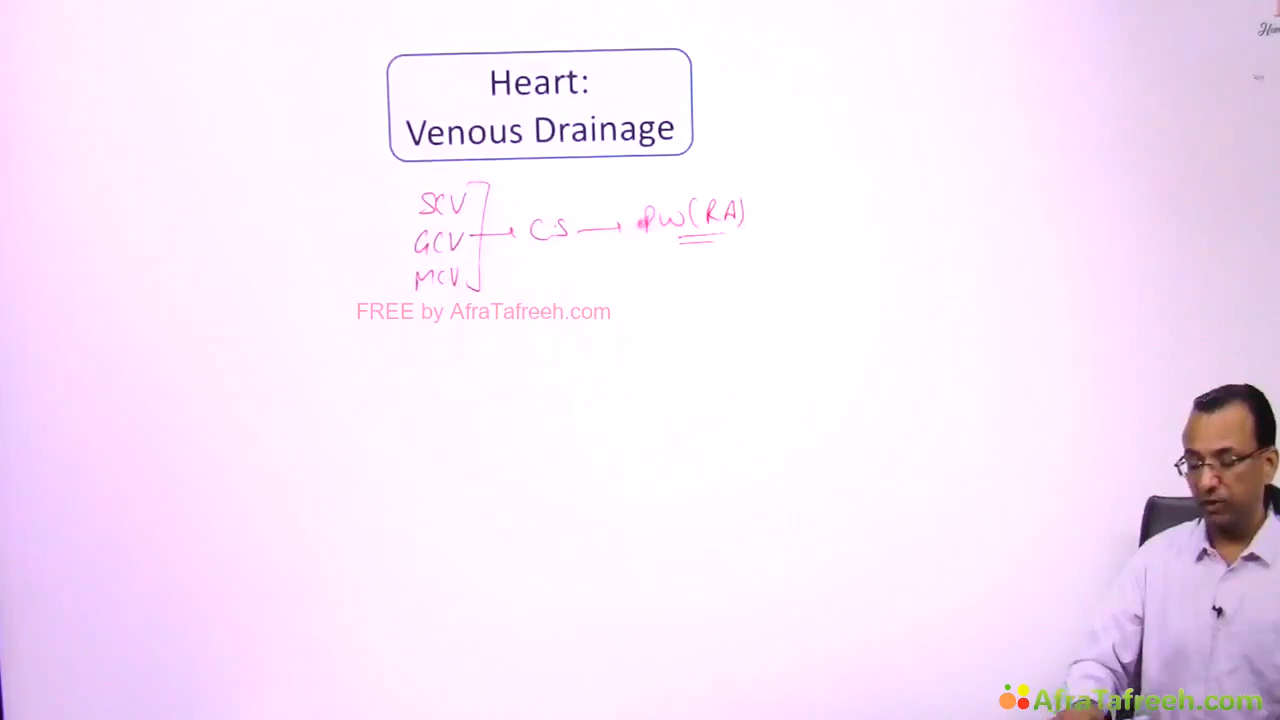 Heart:
Venous Drainage
SCV
GCV → CS → PW(RA)
MCV
FREE by AfraTafreeh.com
AfraTafreeh.com